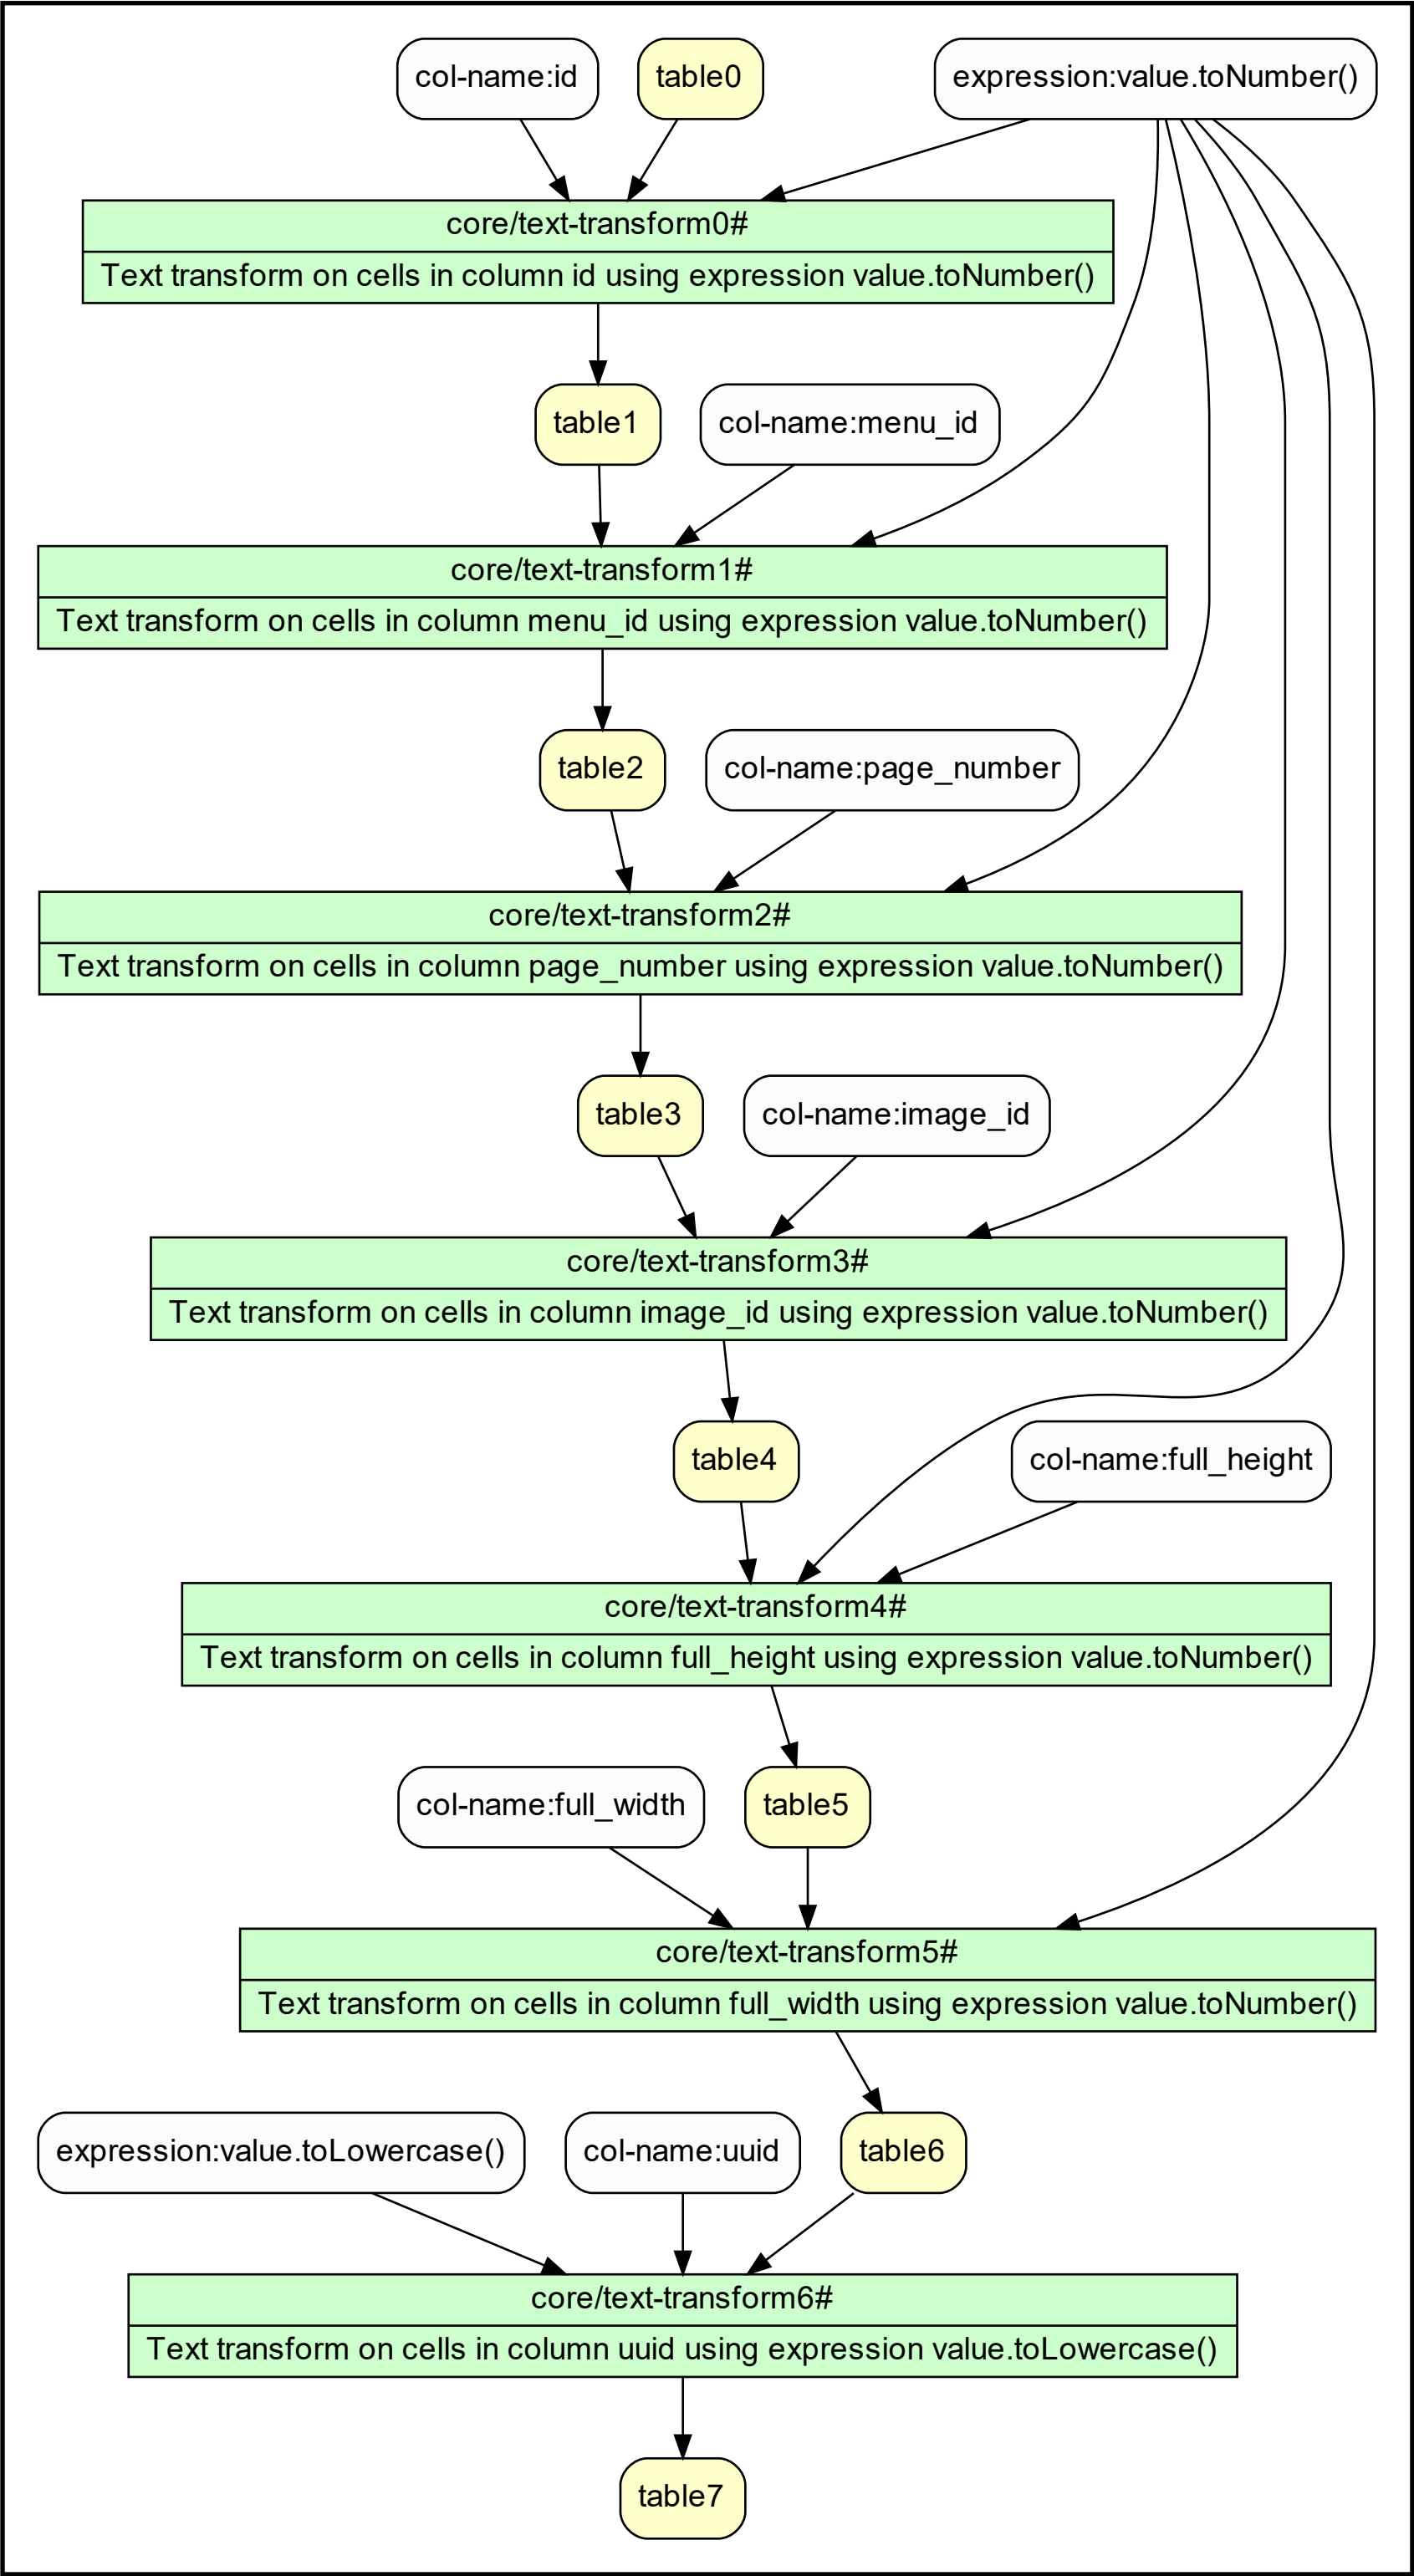 col-name:id
table0
expression:value.toNumber()
core/text-transform0#
Text transform on cells in column id using expression value.toNumber()
table1
col-name:menu_id
core/text-transform1#
Text transform on cells in column menu_id using expression value.toNumber()
table2
col-name:page_number
core/text-transform2#
Text transform on cells in column page_number using expression value.toNumber()
table3
col-name:image_id
core/text-transform3#
Text transform on cells in column image_id using expression value.toNumber()
table4
col-name:full_height
core/text-transform4#
Text transform on cells in column full_height using expression value.toNumber()
col-name:full_width
table5
core/text-transform5#
Text transform on cells in column full_width using expression value.toNumber()
expression:value.toLowercase()
col-name:uuid
table6
core/text-transform6#
Text transform on cells in column uuid using expression value.toLowercase()
table7